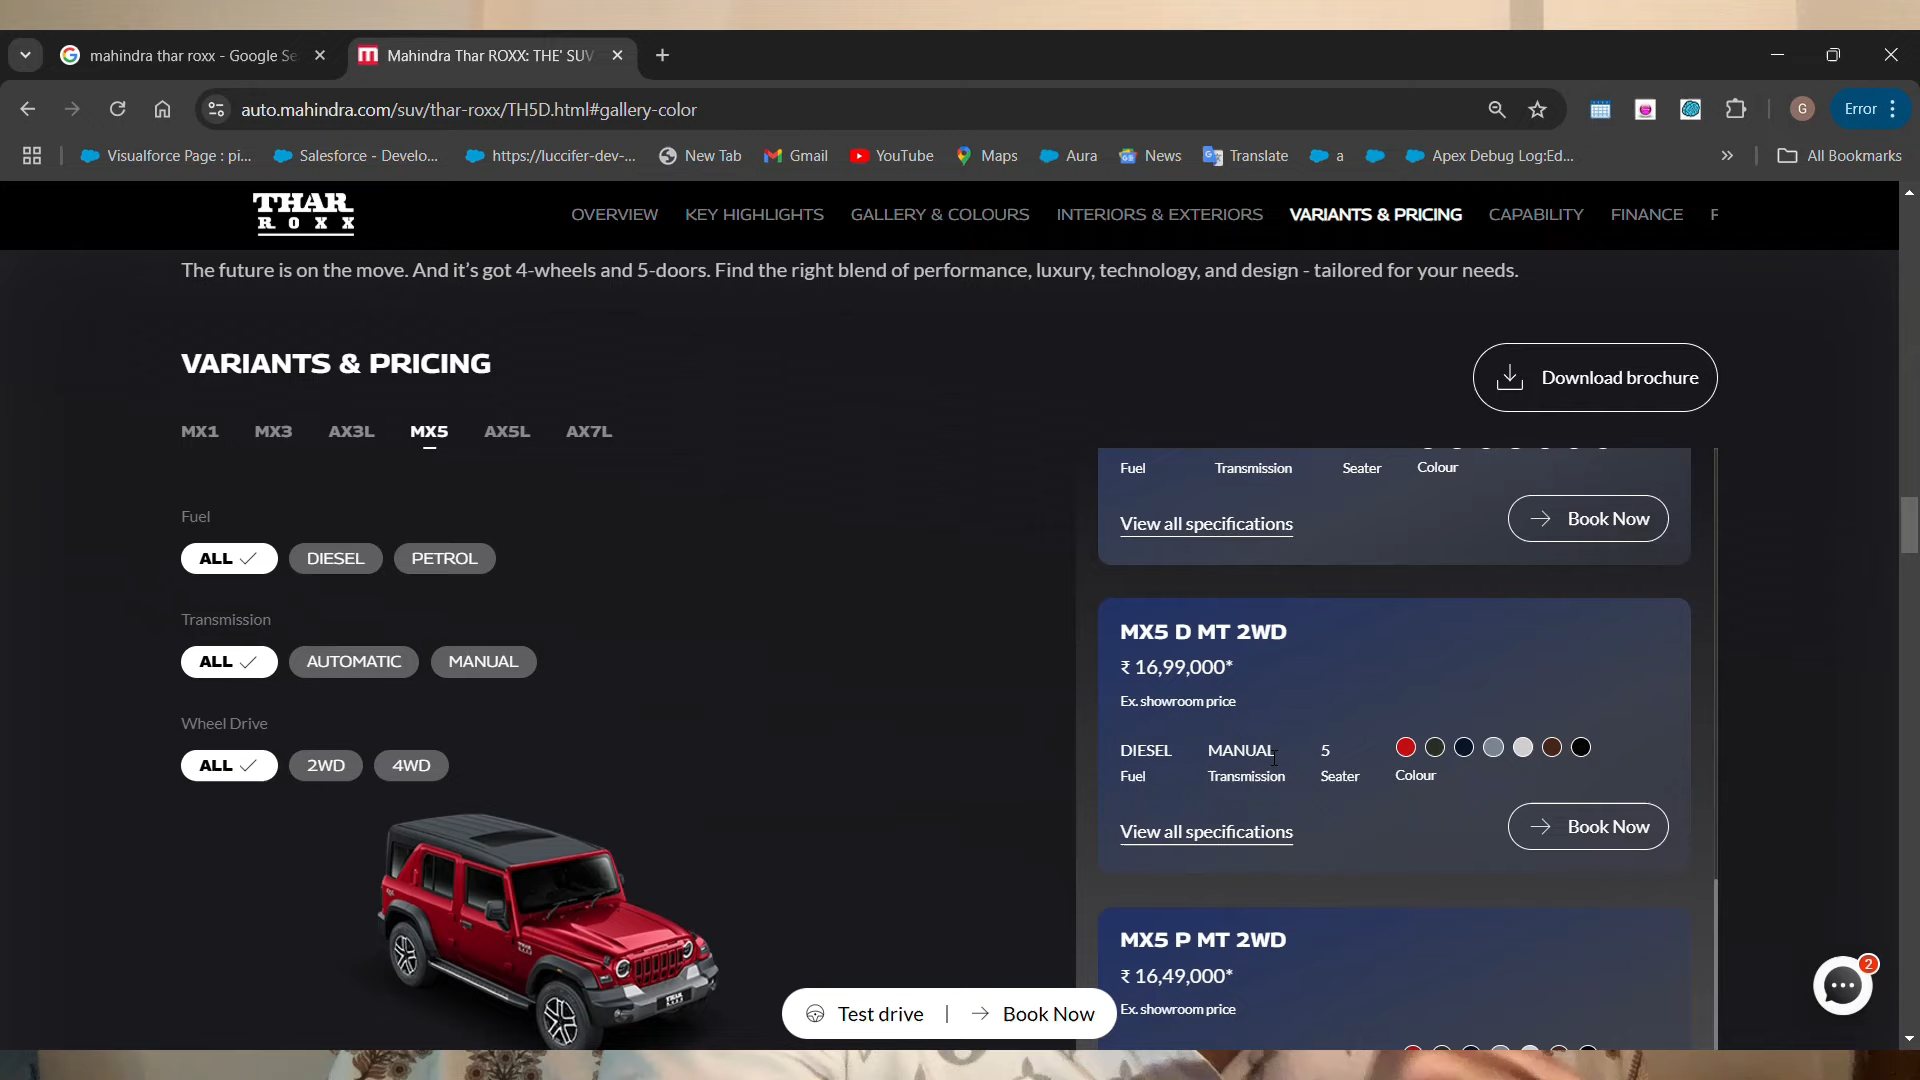 mahindra thar roxx - Google Se
Mahindra Thar ROXX: THE' SUV
auto.mahindra.com/suv/thar-roxx/TH5D.html#gallery-color
G
Error
Visualforce Page : pi...
Salesforce - Develo...
https://luccifer-dev-...
New Tab
Gmail
YouTube
Maps
Aura
News
Translate
a
Apex Debug Log:Ed...
All Bookmarks
THAR
ROXX
OVERVIEW
KEY HIGHLIGHTS
GALLERY & COLOURS
INTERIORS & EXTERIORS
VARIANTS & PRICING
CAPABILITY
FINANCE
F
The future is on the move. And it's got 4-wheels and 5-doors. Find the right blend of performance, luxury, technology, and design - tailored for your needs.
VARIANTS & PRICING
Download brochure
MX1 MX3 AX3L MX5 AX5L AX7L
Fuel
ALL DIESEL PETROL
Transmission
ALL AUTOMATIC MANUAL
Wheel Drive
ALL 2WD 4WD
Fuel Transmission Seater Colour
View all specifications
Book Now
MX5 D MT 2WD
₹ 16,99,000*
Ex. showroom price
DIESEL MANUAL 5
Fuel Transmission Seater Colour
View all specifications
Book Now
MX5 P MT 2WD
₹ 16,49,000*
Ex. showroom price
Test drive | Book Now
2